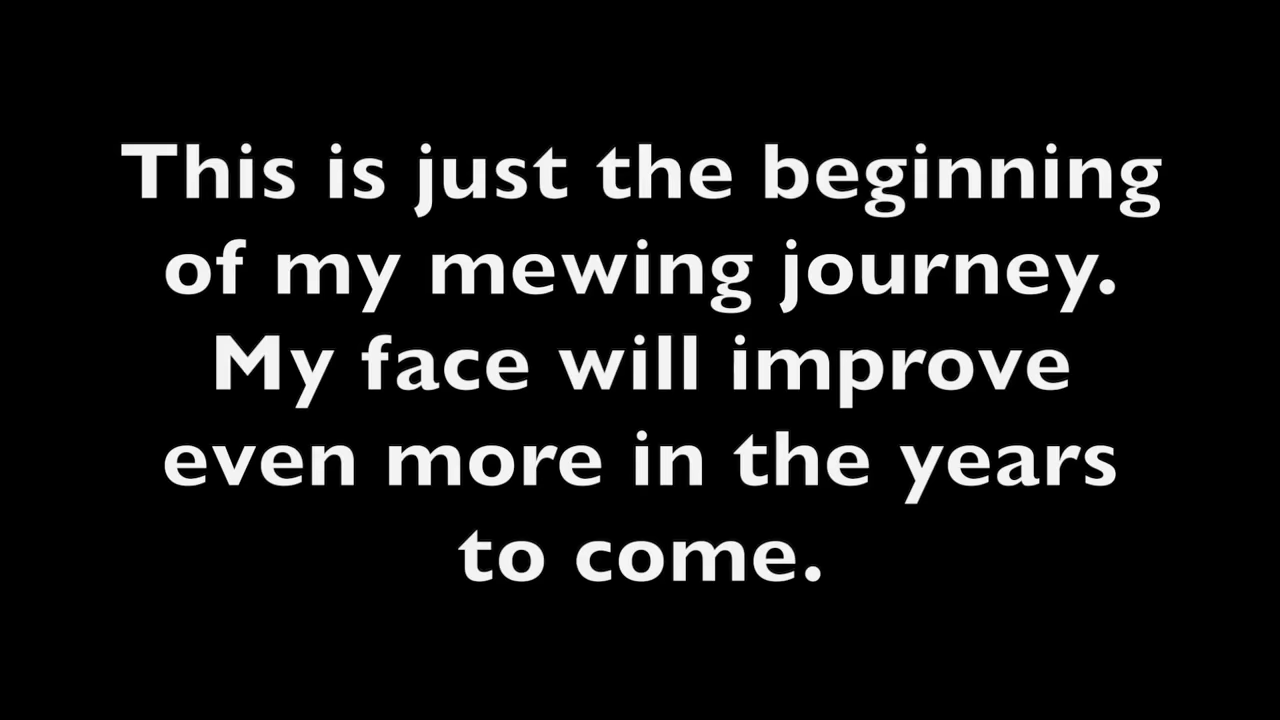 This is just the beginning
of my mewing journey.
My face will improve
even more in the years
to come.